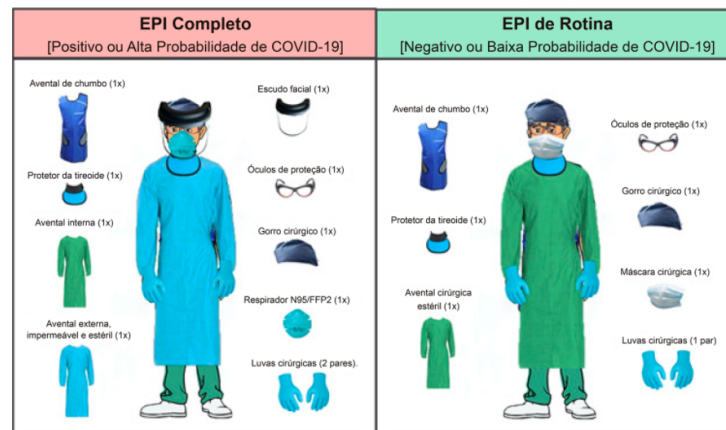 EPI Completo
[Positivo ou Alta Probabilidade de COVID-19]
Avental de chumbo (1x)
Protetor da tireoide (1x)
Avental interna (1x)
Avental externa,
impermeável e estéril (1x)
Escudo facial (1x)
Óculos de proteção (1x)
Gorro cirúrgico (1x)
Respirador N95/FFP2 (1x)
Luvas cirúrgicas (2 pares).
EPI de Rotina
[Negativo ou Baixa Probabilidade de COVID-19]
Avental de chumbo (1x)
Protetor da tireoide (1x)
Avental cirúrgica
estéril (1x)
Óculos de proteção (1x)
Gorro cirúrgico (1x)
Máscara cirúrgica (1x)
Luvas cirúrgicas (1 par)